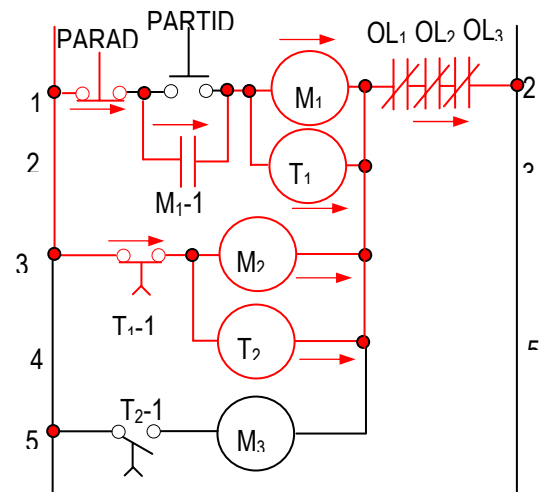 PARAD
PARTID
OL₁ OL₂ OL₃
1
M₁
2
2
M₁-1
T₁
3
M₂
T₁-1
4
T₂
T₂-1
5
M₃